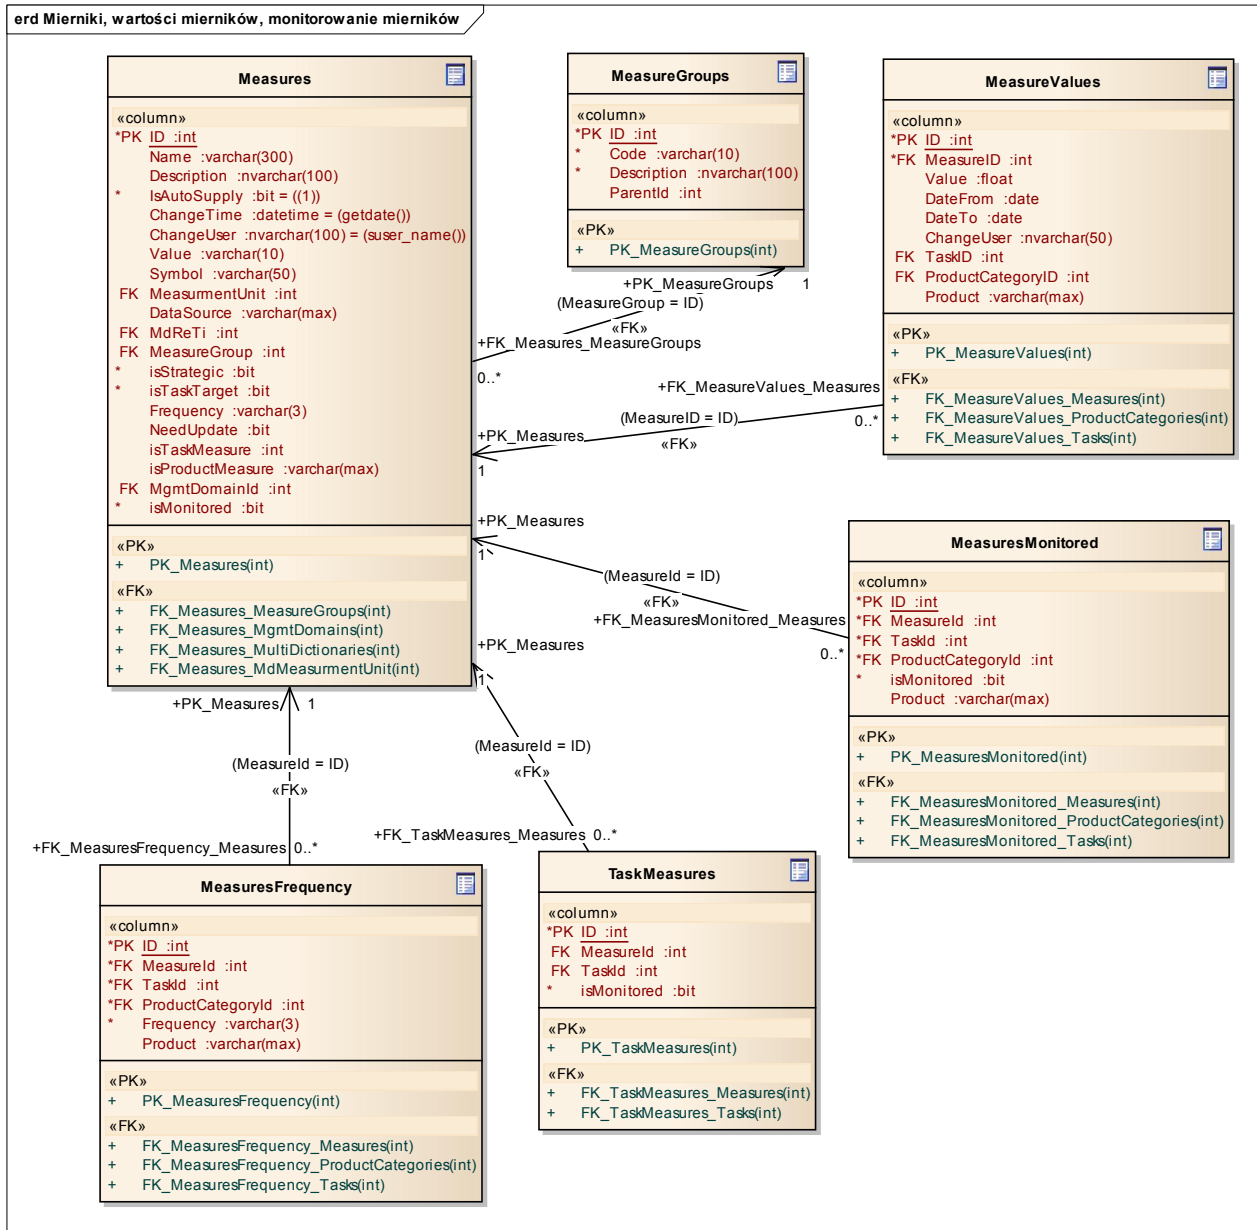 erd Mierniki, wartości mierników, monitorowanie mierników
Measures
«column»
*PK ID :int
Name :varchar(300)
Description :nvarchar(100)
* IsAutoSupply :bit = ((1))
ChangeTime :datetime = (getdate())
ChangeUser :nvarchar(100) = (suser_name())
Value :varchar(10)
Symbol :varchar(50)
FK MeasurmentUnit :int
DataSource :varchar(max)
FK MdReTi :int
FK MeasureGroup :int
* isStrategic :bit
* isTaskTarget :bit
Frequency :varchar(3)
NeedUpdate :bit
isTaskMeasure :int
isProductMeasure :varchar(max)
FK MgmtDomainId :int
* isMonitored :bit
«PK»
+ PK_Measures(int)
«FK»
+ FK_Measures_MeasureGroups(int)
+ FK_Measures_MgmtDomains(int)
+ FK_Measures_MultiDictionaries(int)
+ FK_Measures_MdMeasurmentUnit(int)
MeasureGroups
«column»
*PK ID :int
* Code :varchar(10)
* Description :nvarchar(100)
ParentId :int
«PK»
+ PK_MeasureGroups(int)
MeasureValues
«column»
*PK ID :int
*FK MeasureID :int
Value :float
DateFrom :date
DateTo :date
ChangeUser :nvarchar(50)
FK TaskID :int
FK ProductCategoryID :int
Product :varchar(max)
«PK»
+ PK_MeasureValues(int)
«FK»
+ FK_MeasureValues_Measures(int)
+ FK_MeasureValues_ProductCategories(int)
+ FK_MeasureValues_Tasks(int)
+PK_MeasureGroups 1
(MeasureGroup = ID)
«FK»
+FK_Measures_MeasureGroups
0..*
+FK_MeasureValues_Measures
(MeasureID = ID) 0..*
+PK_Measures «FK»
1
+PK_Measures
1
(MeasureId = ID)
«FK»
+FK_MeasuresMonitored_Measures
0..*
MeasuresMonitored
«column»
*PK ID :int
*FK MeasureId :int
*FK TaskId :int
*FK ProductCategoryId :int
* isMonitored :bit
Product :varchar(max)
«PK»
+ PK_MeasuresMonitored(int)
«FK»
+ FK_MeasuresMonitored_Measures(int)
+ FK_MeasuresMonitored_ProductCategories(int)
+ FK_MeasuresMonitored_Tasks(int)
+PK_Measures
1
(MeasureId = ID)
«FK»
+FK_TaskMeasures_Measures 0..*
+PK_Measures 1
(MeasureId = ID)
«FK»
+FK_MeasuresFrequency_Measures 0..*
MeasuresFrequency
«column»
*PK ID :int
*FK MeasureId :int
*FK TaskId :int
*FK ProductCategoryId :int
* Frequency :varchar(3)
Product :varchar(max)
«PK»
+ PK_MeasuresFrequency(int)
«FK»
+ FK_MeasuresFrequency_Measures(int)
+ FK_MeasuresFrequency_ProductCategories(int)
+ FK_MeasuresFrequency_Tasks(int)
TaskMeasures
«column»
*PK ID :int
FK MeasureId :int
FK TaskId :int
* isMonitored :bit
«PK»
+ PK_TaskMeasures(int)
«FK»
+ FK_TaskMeasures_Measures(int)
+ FK_TaskMeasures_Tasks(int)